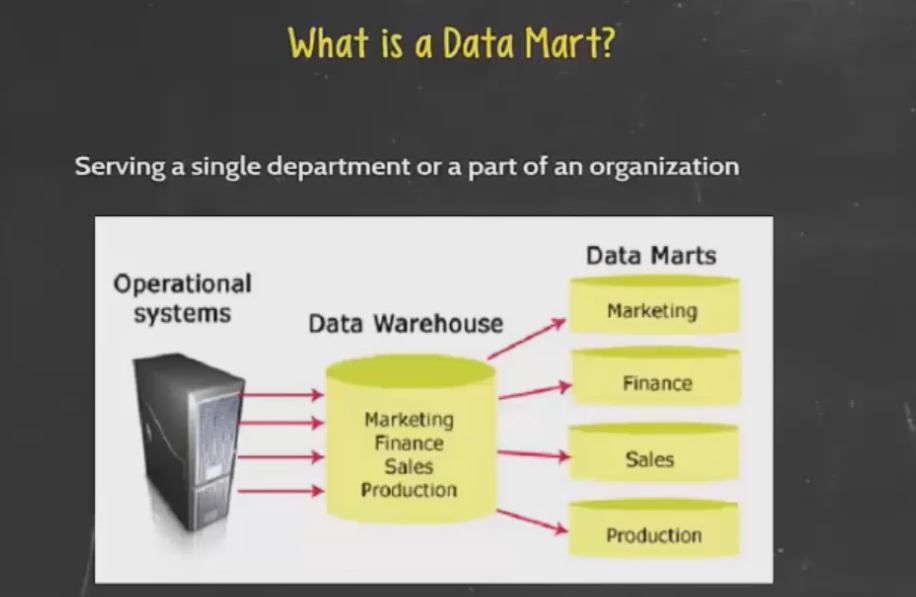 What is a Data Mart?
Serving a single department or a part of an organization
Operational
systems
Data Warehouse
Marketing
Finance
Sales
Production
Data Marts
Marketing
Finance
Sales
Production